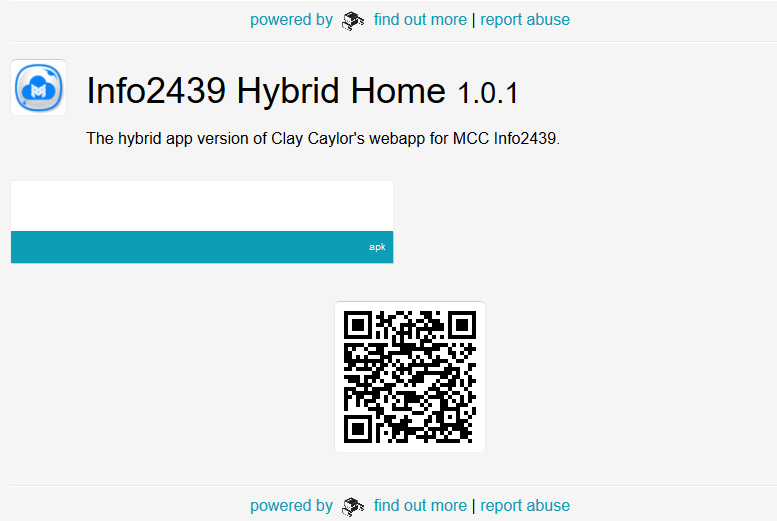 powered by find out more | report abuse
Info2439 Hybrid Home 1.0.1
The hybrid app version of Clay Caylor's webapp for MCC Info2439.
apk
powered by find out more | report abuse